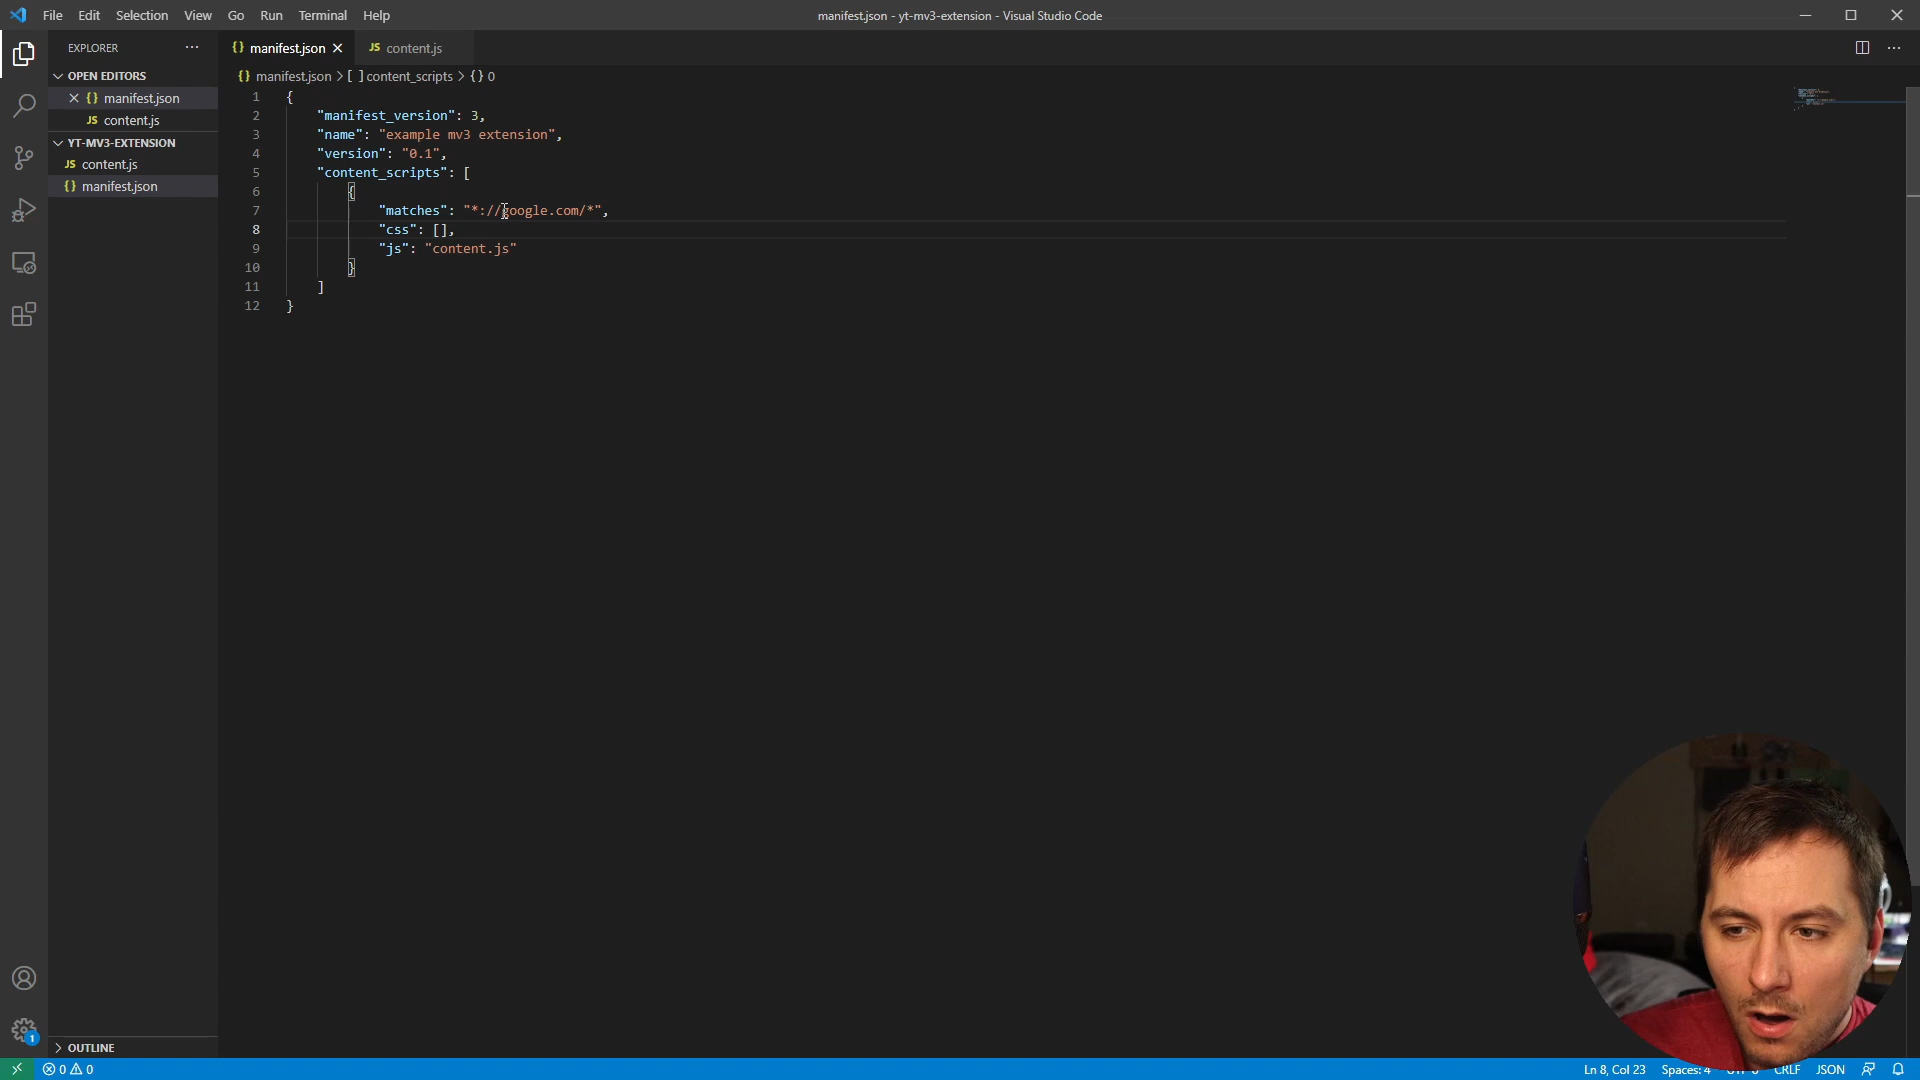 File Edit Selection View Go Run Terminal Help
manifest.json - yt-mv3-extension - Visual Studio Code
EXPLORER
OPEN EDITORS
{} manifest.json
JS content.js
YT-MV3-EXTENSION
JS content.js
{} manifest.json
OUTLINE
{} manifest.json
JS content.js
{} manifest.json > [ ] content_scripts > {} 0
1 {
2 "manifest_version": 3,
3 "name": "example mv3 extension",
4 "version": "0.1",
5 "content_scripts": [
6 {
7 "matches": "*://google.com/*",
8 "css": [],
9 "js": "content.js"
10 }
11 ]
12 }
1
0 0
Ln 8, Col 23 Spaces: 4 CRLF JSON